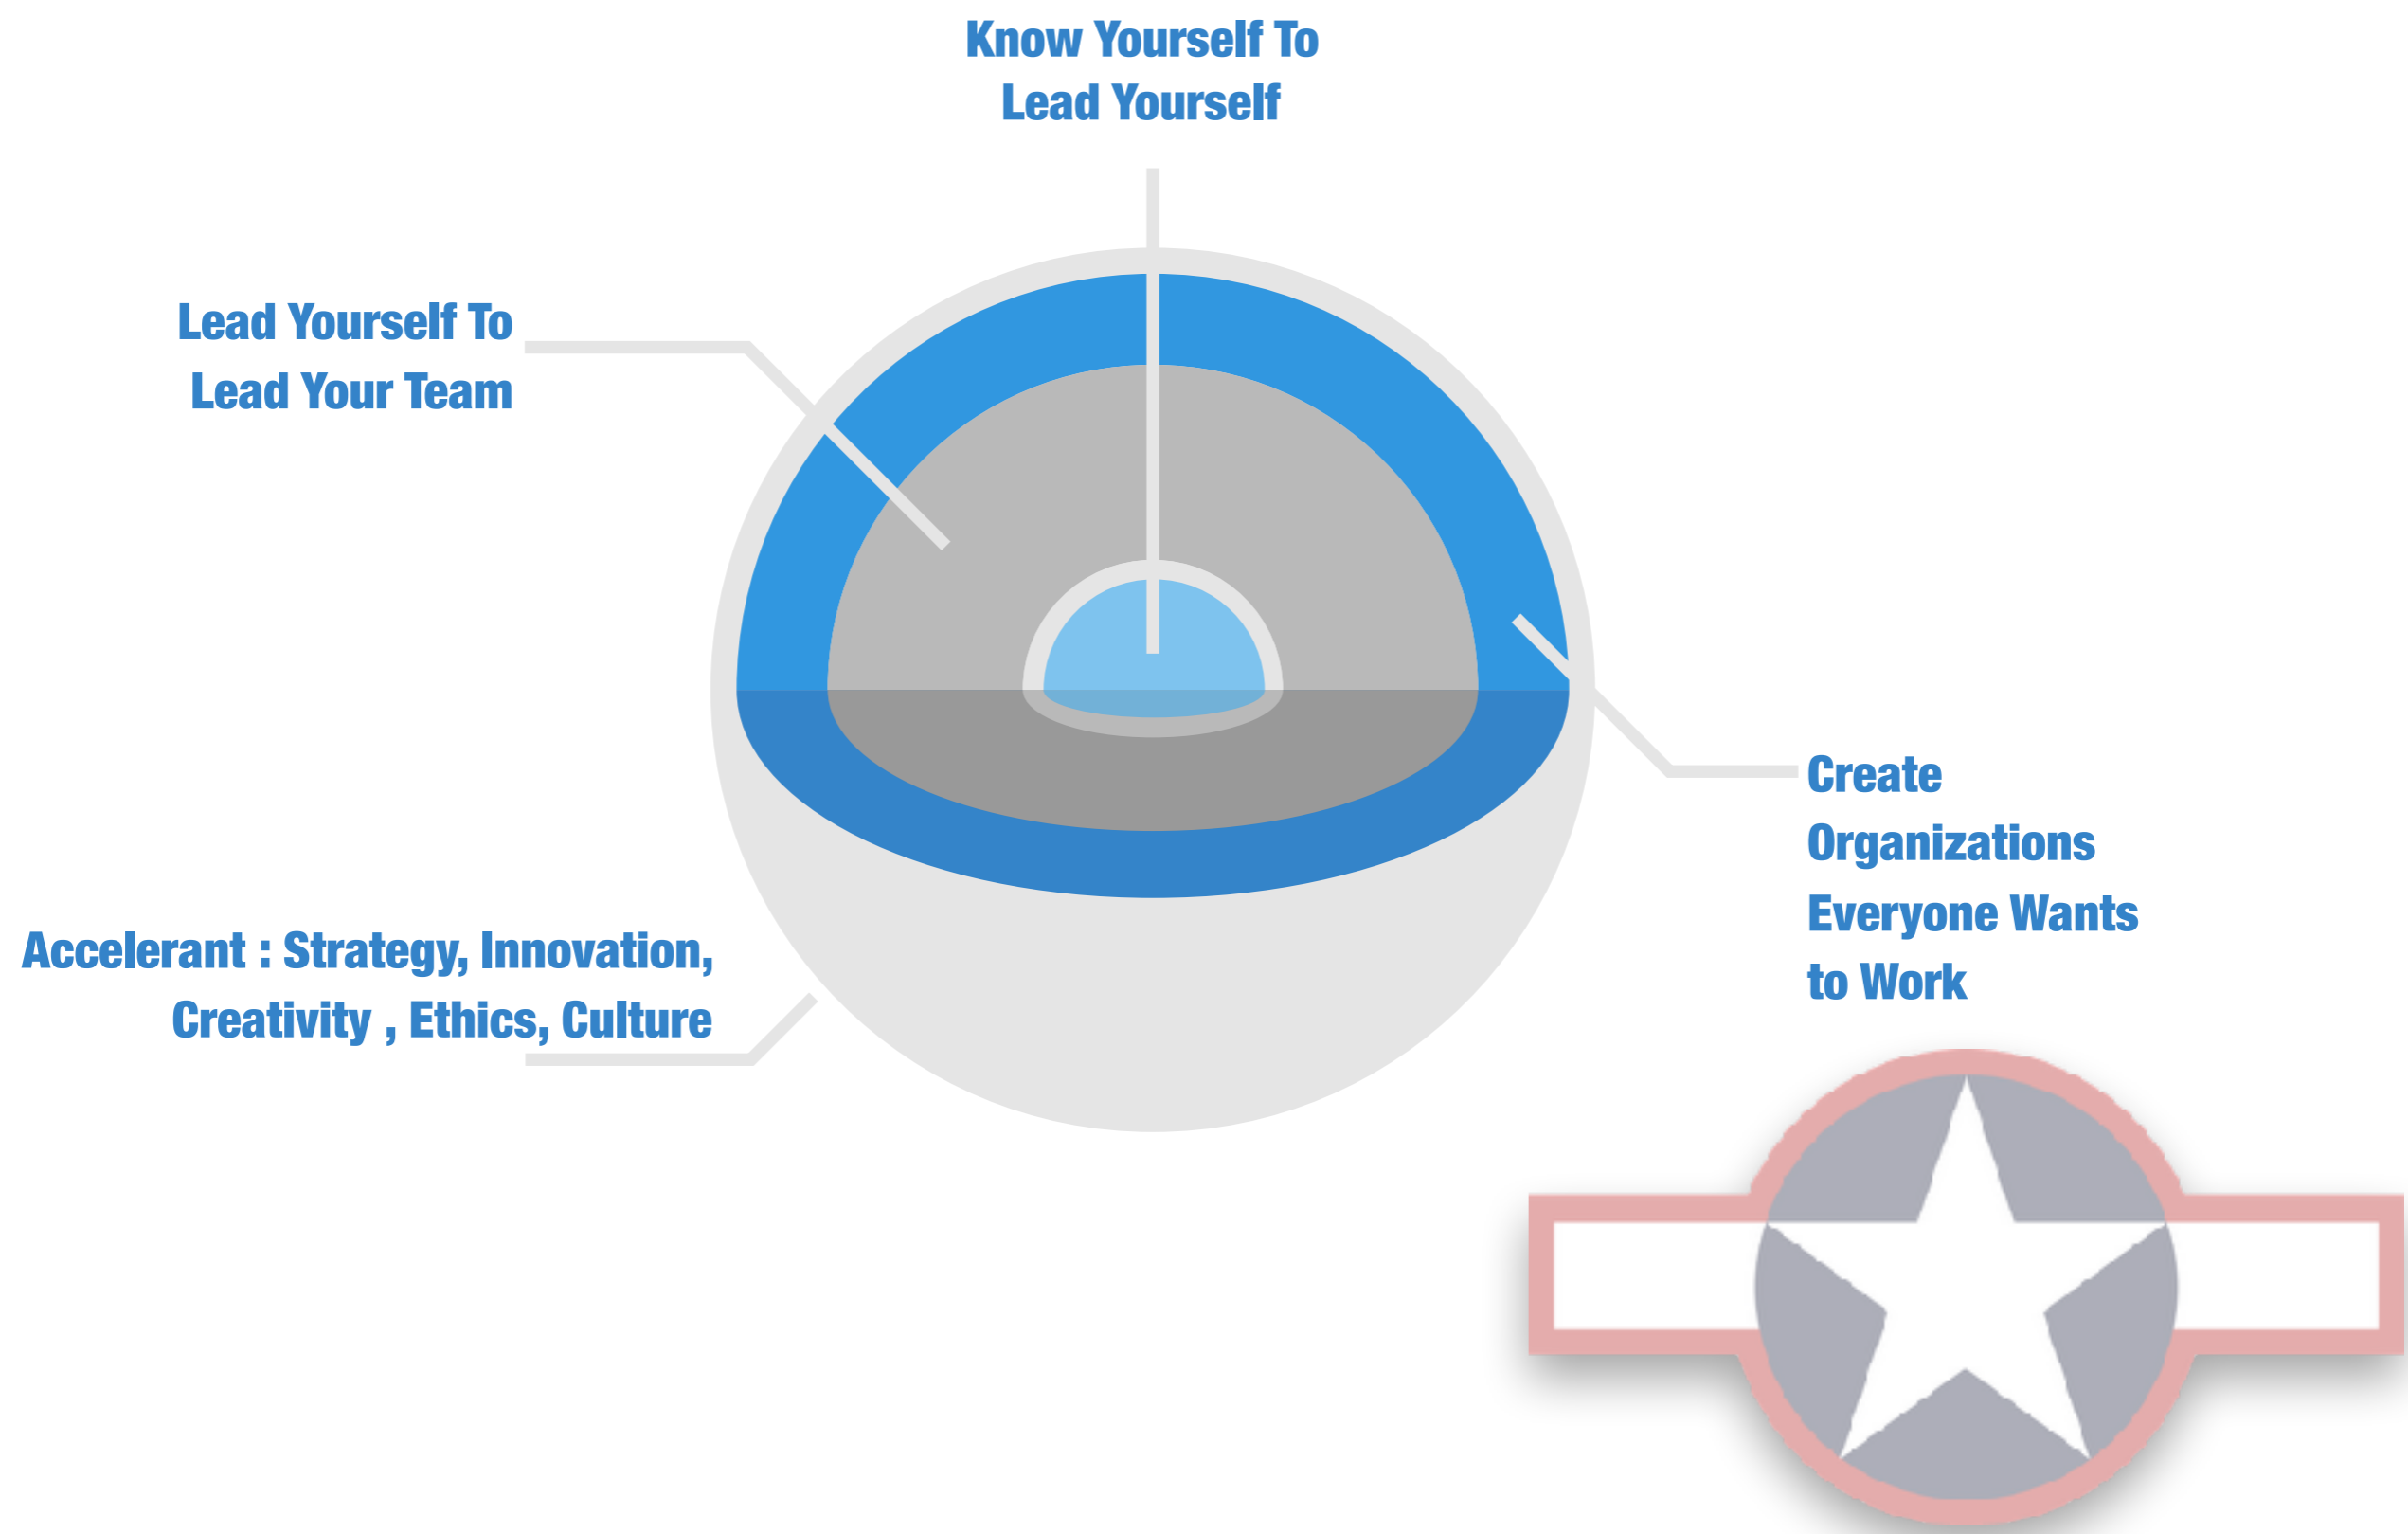 Know Yourself To
Lead Yourself
Lead Yourself To
Lead Your Team
Create
Organizations
Everyone Wants
to Work
Accelerant : Strategy, Innovation,
Creativity , Ethics, Culture